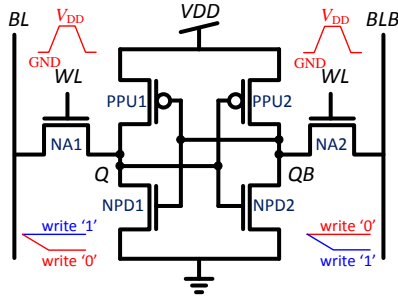 BL
VDD
BLB
VDD
GND
WL
VDD
GND
WL
PPU1
PPU2
NA1
NA2
Q
QB
NPD1
NPD2
write ‘1’
write ‘0’
write ‘0’
write ‘1’